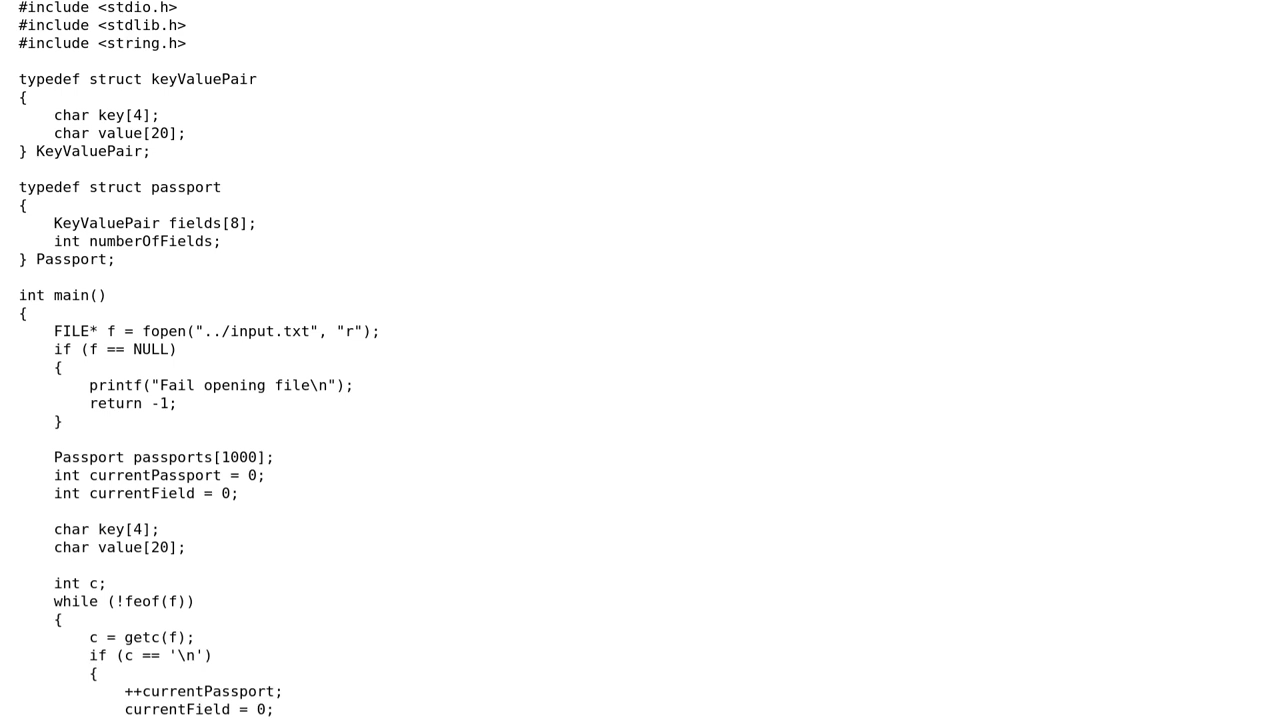 #include <stdio.h>
#include <stdlib.h>
#include <string.h>

typedef struct keyValuePair
{
    char key[4];
    char value[20];
} KeyValuePair;

typedef struct passport
{
    KeyValuePair fields[8];
    int numberOfFields;
} Passport;

int main()
{
    FILE* f = fopen("../input.txt", "r");
    if (f == NULL)
    {
        printf("Fail opening file\n");
        return -1;
    }

    Passport passports[1000];
    int currentPassport = 0;
    int currentField = 0;

    char key[4];
    char value[20];

    int c;
    while (!feof(f))
    {
        c = getc(f);
        if (c == '\n')
        {
            ++currentPassport;
            currentField = 0;